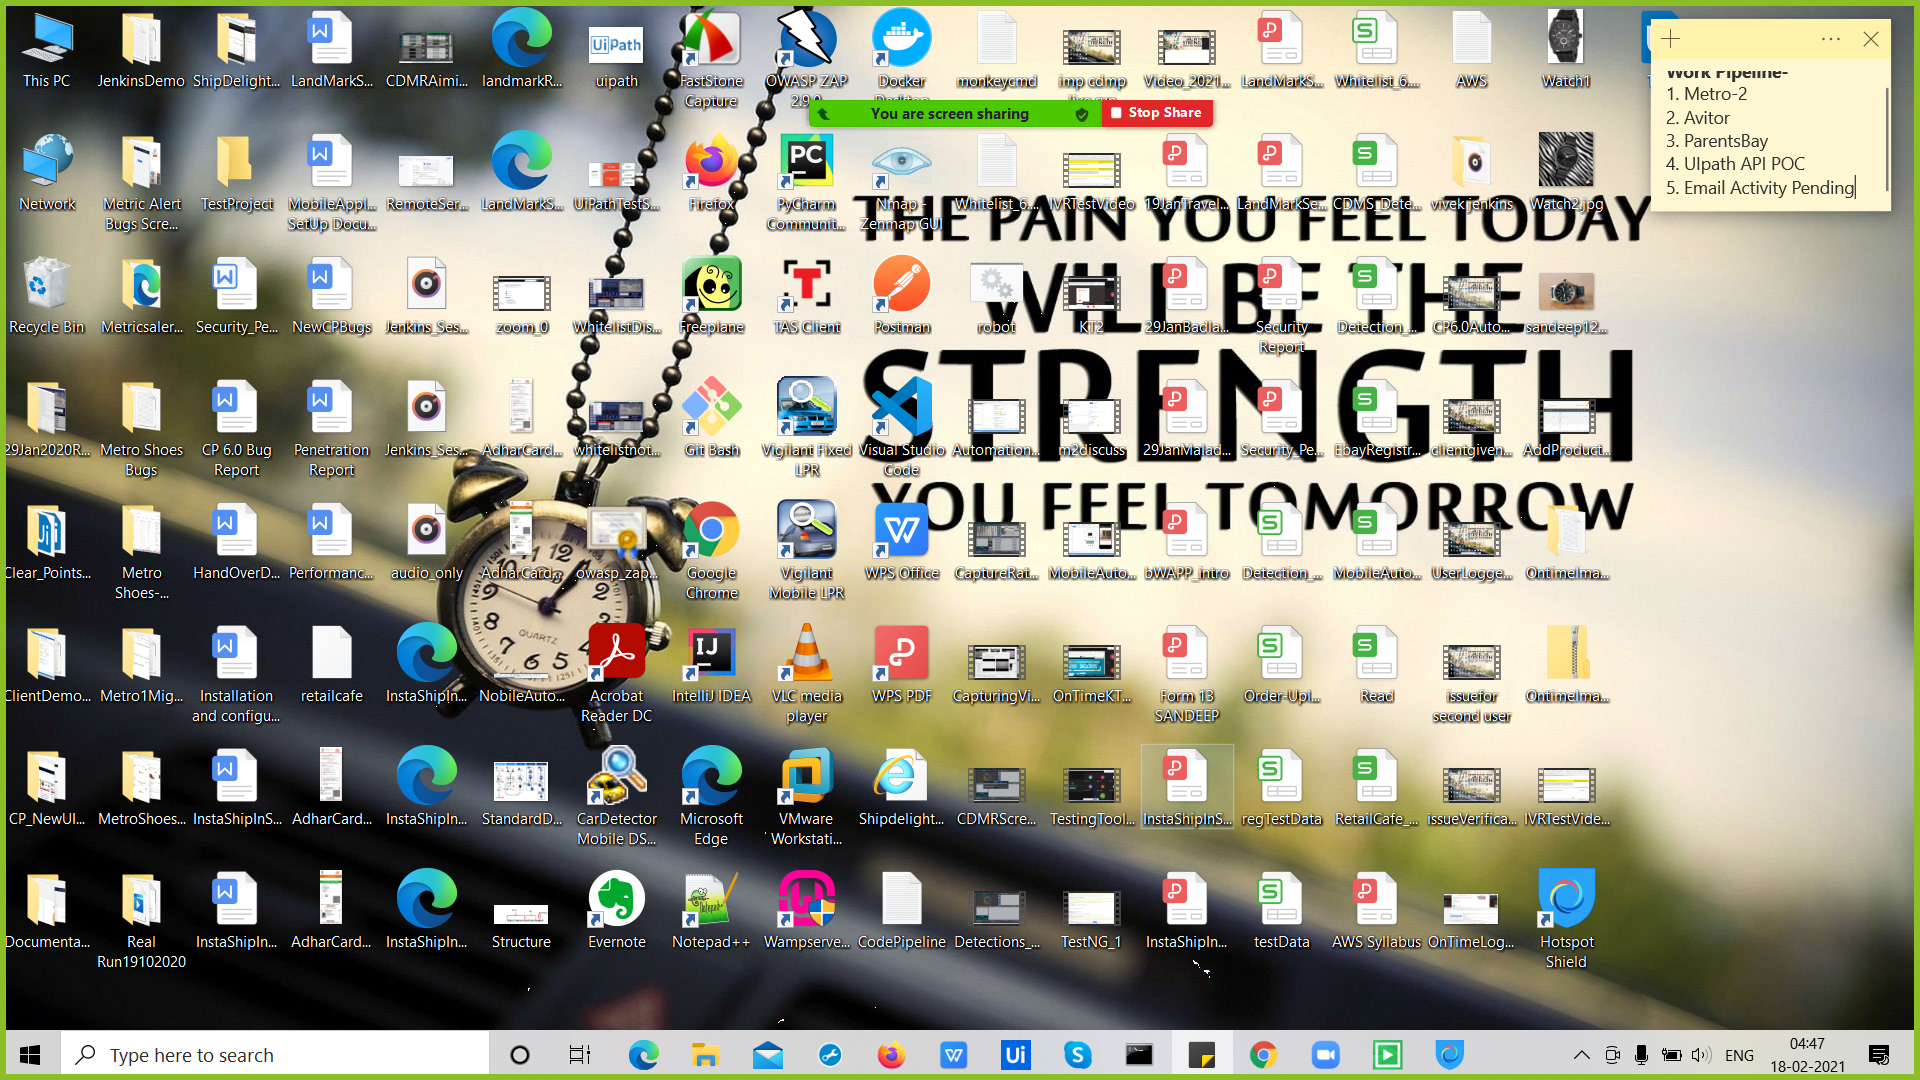 This PC
JenkinsDemo
ShipDelight...
LandMarkS...
CDMRAimi...
landmarkR...
UiPath
uipath
FastStone
Capture
OWASP ZAP
2.9.0
Docker
Desktop
monkeycmd
imp cdmp
live run
Video_2021...
LandMarkS...
Whitelist_6....
AWS
Watch1
Work Pipeline-
1. Metro-2
2. Avitor
3. ParentsBay
4. UIpath API POC
5. Email Activity Pending
You are screen sharing
Stop Share
Network
Metric Alert
Bugs Scre...
TestProject
MobileAppl...
SetUp Docu...
RemoteSer...
LandMarkS...
UiPathTestS...
Firefox
PyCharm
Communit...
Nmap -
Zenmap GUI
Whitelist_6....
IVRTestVideo
19JanTravel...
LandMarkSe...
CDMS_Dete...
vivek jenkins
Watch2.jpg
THE PAIN YOU FEEL TODAY
WILL BE THE
STRENGTH
YOU FEEL TOMORROW
Recycle Bin
Metricsaler...
Security_Pe...
NewCPBugs
Jenkins_Ses...
zoom_0
WhitelistDis...
Freeplane
TAS Client
Postman
robot
KT2
29JanBadla...
Security
Report
Detection_...
CP6.0Auto...
sandeep12...
29Jan2020R...
Metro Shoes
Bugs
CP 6.0 Bug
Report
Penetration
Report
Jenkins_Ses...
AdharCard...
whitelistnot...
Git Bash
Vigilant Fixed
LPR
Visual Studio
Code
Automation...
m2discuss
29JanMalad...
Security_Pe...
EbayRegistr...
clientgiven...
AddProduct...
Clear_Points...
Metro
Shoes-...
HandOverD...
Performanc...
audio_only
AdharCard...
owasp_zap...
Google
Chrome
Vigilant
Mobile LPR
WPS Office
CaptureRat...
MobileAuto...
bWAPP_intro
Detection_...
MobileAuto...
UserLogge...
OntimeIma...
ClientDemo...
Metro1Mig...
Installation
and configu...
retailcafe
InstaShipIn...
NobileAuto...
Acrobat
Reader DC
IntelliJ IDEA
VLC media
player
WPS PDF
CapturingVi...
OnTimeKT...
Form 13
SANDEEP
Order-Upl...
Read
issuefor
second user
OntimeIma...
CP_NewUI...
MetroShoes...
InstaShipInS...
AdharCard...
InstaShipIn...
StandardD...
CarDetector
Mobile DS...
Microsoft
Edge
VMware
Workstati...
Shipdelight...
CDMRScre...
TestingTool...
InstaShipInS...
regTestData
RetailCafe_...
issueVerifica...
IVRTestVide...
Documenta...
Real
Run19102020
InstaShipIn...
AdharCard...
InstaShipIn...
Structure
Evernote
Notepad++
Wampserve...
CodePipeline
Detections_...
TestNG_1
InstaShipIn...
testData
AWS Syllabus
OnTimeLog...
Hotspot
Shield
QUARTZ
Type here to search
ENG
04:47
18-02-2021